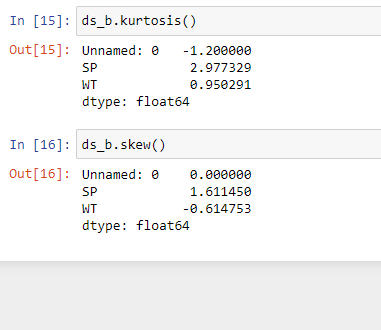 In [15]: ds_b.kurtosis()
Out[15]: Unnamed: 0   -1.200000
SP            2.977329
WT            0.950291
dtype: float64
In [16]: ds_b.skew()
Out[16]: Unnamed: 0    0.000000
SP            1.611450
WT           -0.614753
dtype: float64